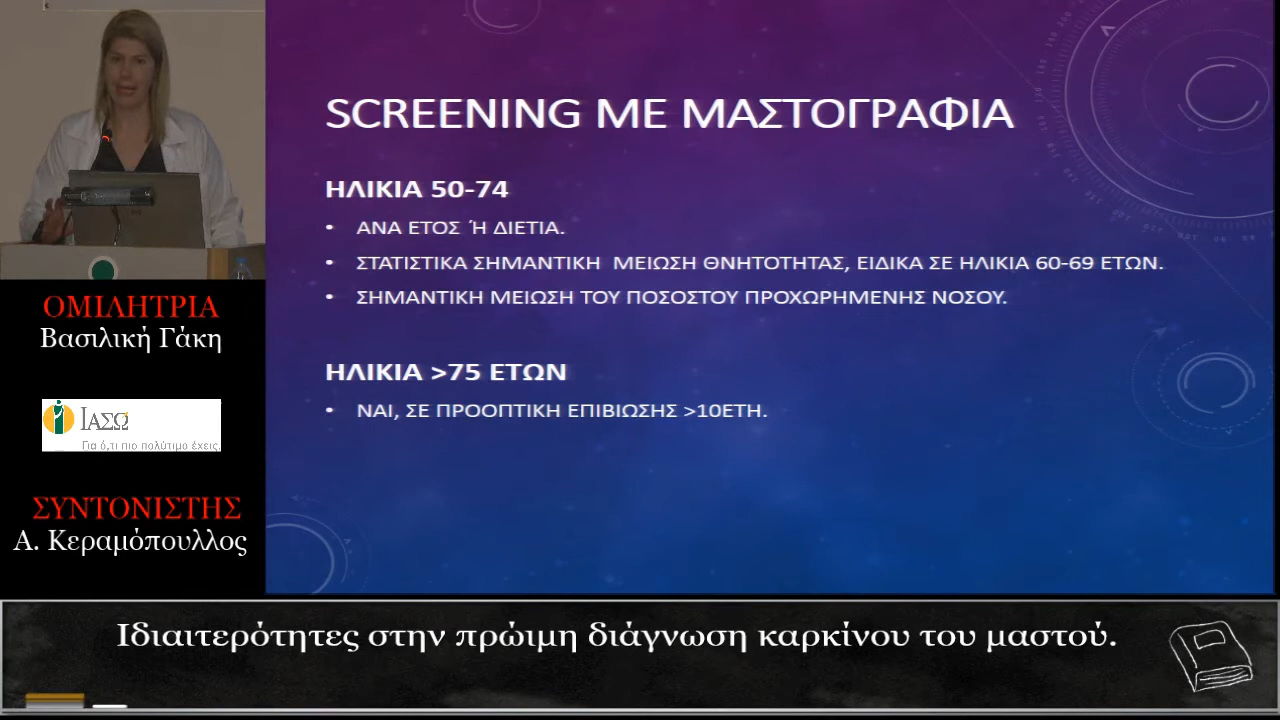 SCREENING ΜΕ ΜΑΣΤΟΓΡΑΦΙΑ
ΗΛΙΚΙΑ 50-74
• ΑΝΑ ΕΤΟΣ Ή ΔΙΕΤΙΑ.
• ΣΤΑΤΙΣΤΙΚΑ ΣΗΜΑΝΤΙΚΗ ΜΕΙΩΣΗ ΘΝΗΤΟΤΗΤΑΣ, ΕΙΔΙΚΑ ΣΕ ΗΛΙΚΙΑ 60-69 ΕΤΩΝ.
• ΣΗΜΑΝΤΙΚΗ ΜΕΙΩΣΗ ΤΟΥ ΠΟΣΟΣΤΟΥ ΠΡΟΧΩΡΗΜΕΝΗΣ ΝΟΣΟΥ.
ΗΛΙΚΙΑ >75 ΕΤΩΝ
• ΝΑΙ, ΣΕ ΠΡΟΟΠΤΙΚΗ ΕΠΙΒΙΩΣΗΣ >10ΕΤΗ.
ΟΜΙΛΗΤΡΙΑ
Βασιλική Γάκη
ΙΑΣΩ
Για ό,τι πιο πολύτιμο έχεις.
ΣΥΝΤΟΝΙΣΤΗΣ
Α. Κεραμόπουλλος
Ιδιαιτερότητες στην πρώιμη διάγνωση καρκίνου του μαστού.